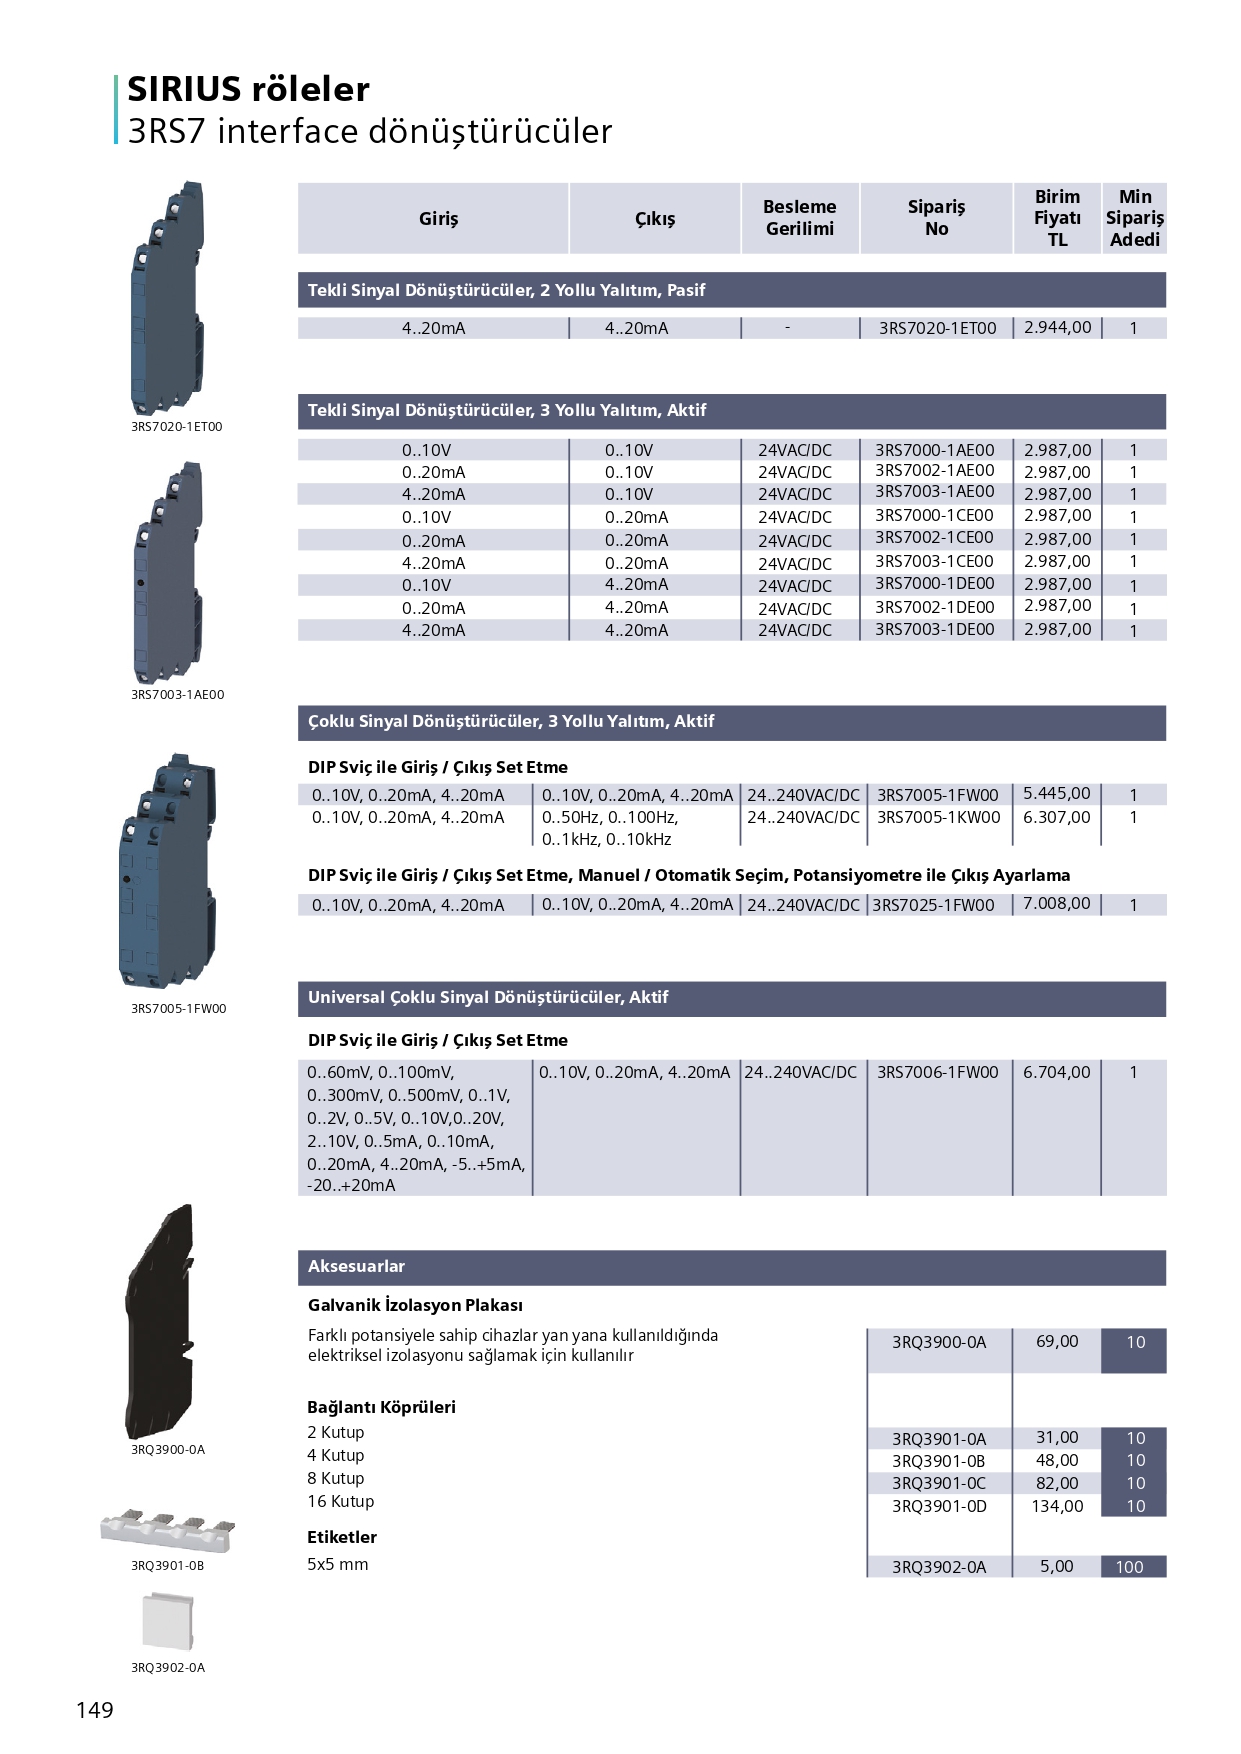 SIRIUS röleler
3RS7 interface dönüştürücüler
Giriş Çıkış Besleme Gerilimi Sipariş No Birim Fiyatı TL Min Sipariş Adedi
Tekli Sinyal Dönüştürücüler, 2 Yollu Yalıtım, Pasif
4..20mA 4..20mA - 3RS7020-1ET00 2.944,00 1
3RS7020-1ET00
Tekli Sinyal Dönüştürücüler, 3 Yollu Yalıtım, Aktif
0..10V 0..10V 24VAC/DC 3RS7000-1AE00 2.987,00 1
0..20mA 0..10V 24VAC/DC 3RS7002-1AE00 2.987,00 1
4..20mA 0..10V 24VAC/DC 3RS7003-1AE00 2.987,00 1
0..10V 0..20mA 24VAC/DC 3RS7000-1CE00 2.987,00 1
0..20mA 0..20mA 24VAC/DC 3RS7002-1CE00 2.987,00 1
4..20mA 0..20mA 24VAC/DC 3RS7003-1CE00 2.987,00 1
0..10V 4..20mA 24VAC/DC 3RS7000-1DE00 2.987,00 1
0..20mA 4..20mA 24VAC/DC 3RS7002-1DE00 2.987,00 1
4..20mA 4..20mA 24VAC/DC 3RS7003-1DE00 2.987,00 1
3RS7003-1AE00
Çoklu Sinyal Dönüştürücüler, 3 Yollu Yalıtım, Aktif
DIP Sviç ile Giriş / Çıkış Set Etme
0..10V, 0..20mA, 4..20mA 0..10V, 0..20mA, 4..20mA 24..240VAC/DC 3RS7005-1FW00 5.445,00 1
0..10V, 0..20mA, 4..20mA 0..50Hz, 0..100Hz, 24..240VAC/DC 3RS7005-1KW00 6.307,00 1
0..1kHz, 0..10kHz
DIP Sviç ile Giriş / Çıkış Set Etme, Manuel / Otomatik Seçim, Potansiyometre ile Çıkış Ayarlama
0..10V, 0..20mA, 4..20mA 0..10V, 0..20mA, 4..20mA 24..240VAC/DC 3RS7025-1FW00 7.008,00 1
3RS7005-1FW00
Universal Çoklu Sinyal Dönüştürücüler, Aktif
DIP Sviç ile Giriş / Çıkış Set Etme
0..60mV, 0..100mV, 0..10V, 0..20mA, 4..20mA 24..240VAC/DC 3RS7006-1FW00 6.704,00 1
0..300mV, 0..500mV, 0..1V,
0..2V, 0..5V, 0..10V,0..20V,
2..10V, 0..5mA, 0..10mA,
0..20mA, 4..20mA, -5..+5mA,
-20..+20mA
Aksesuarlar
Galvanik İzolasyon Plakası
Farklı potansiyele sahip cihazlar yan yana kullanıldığında 3RQ3900-0A 69,00 10
elektriksel izolasyonu sağlamak için kullanılır
Bağlantı Köprüleri
2 Kutup 3RQ3901-0A 31,00 10
4 Kutup 3RQ3901-0B 48,00 10
8 Kutup 3RQ3901-0C 82,00 10
16 Kutup 3RQ3901-0D 134,00 10
3RQ3900-0A
Etiketler
5x5 mm 3RQ3902-0A 5,00 100
3RQ3901-0B
3RQ3902-0A
149